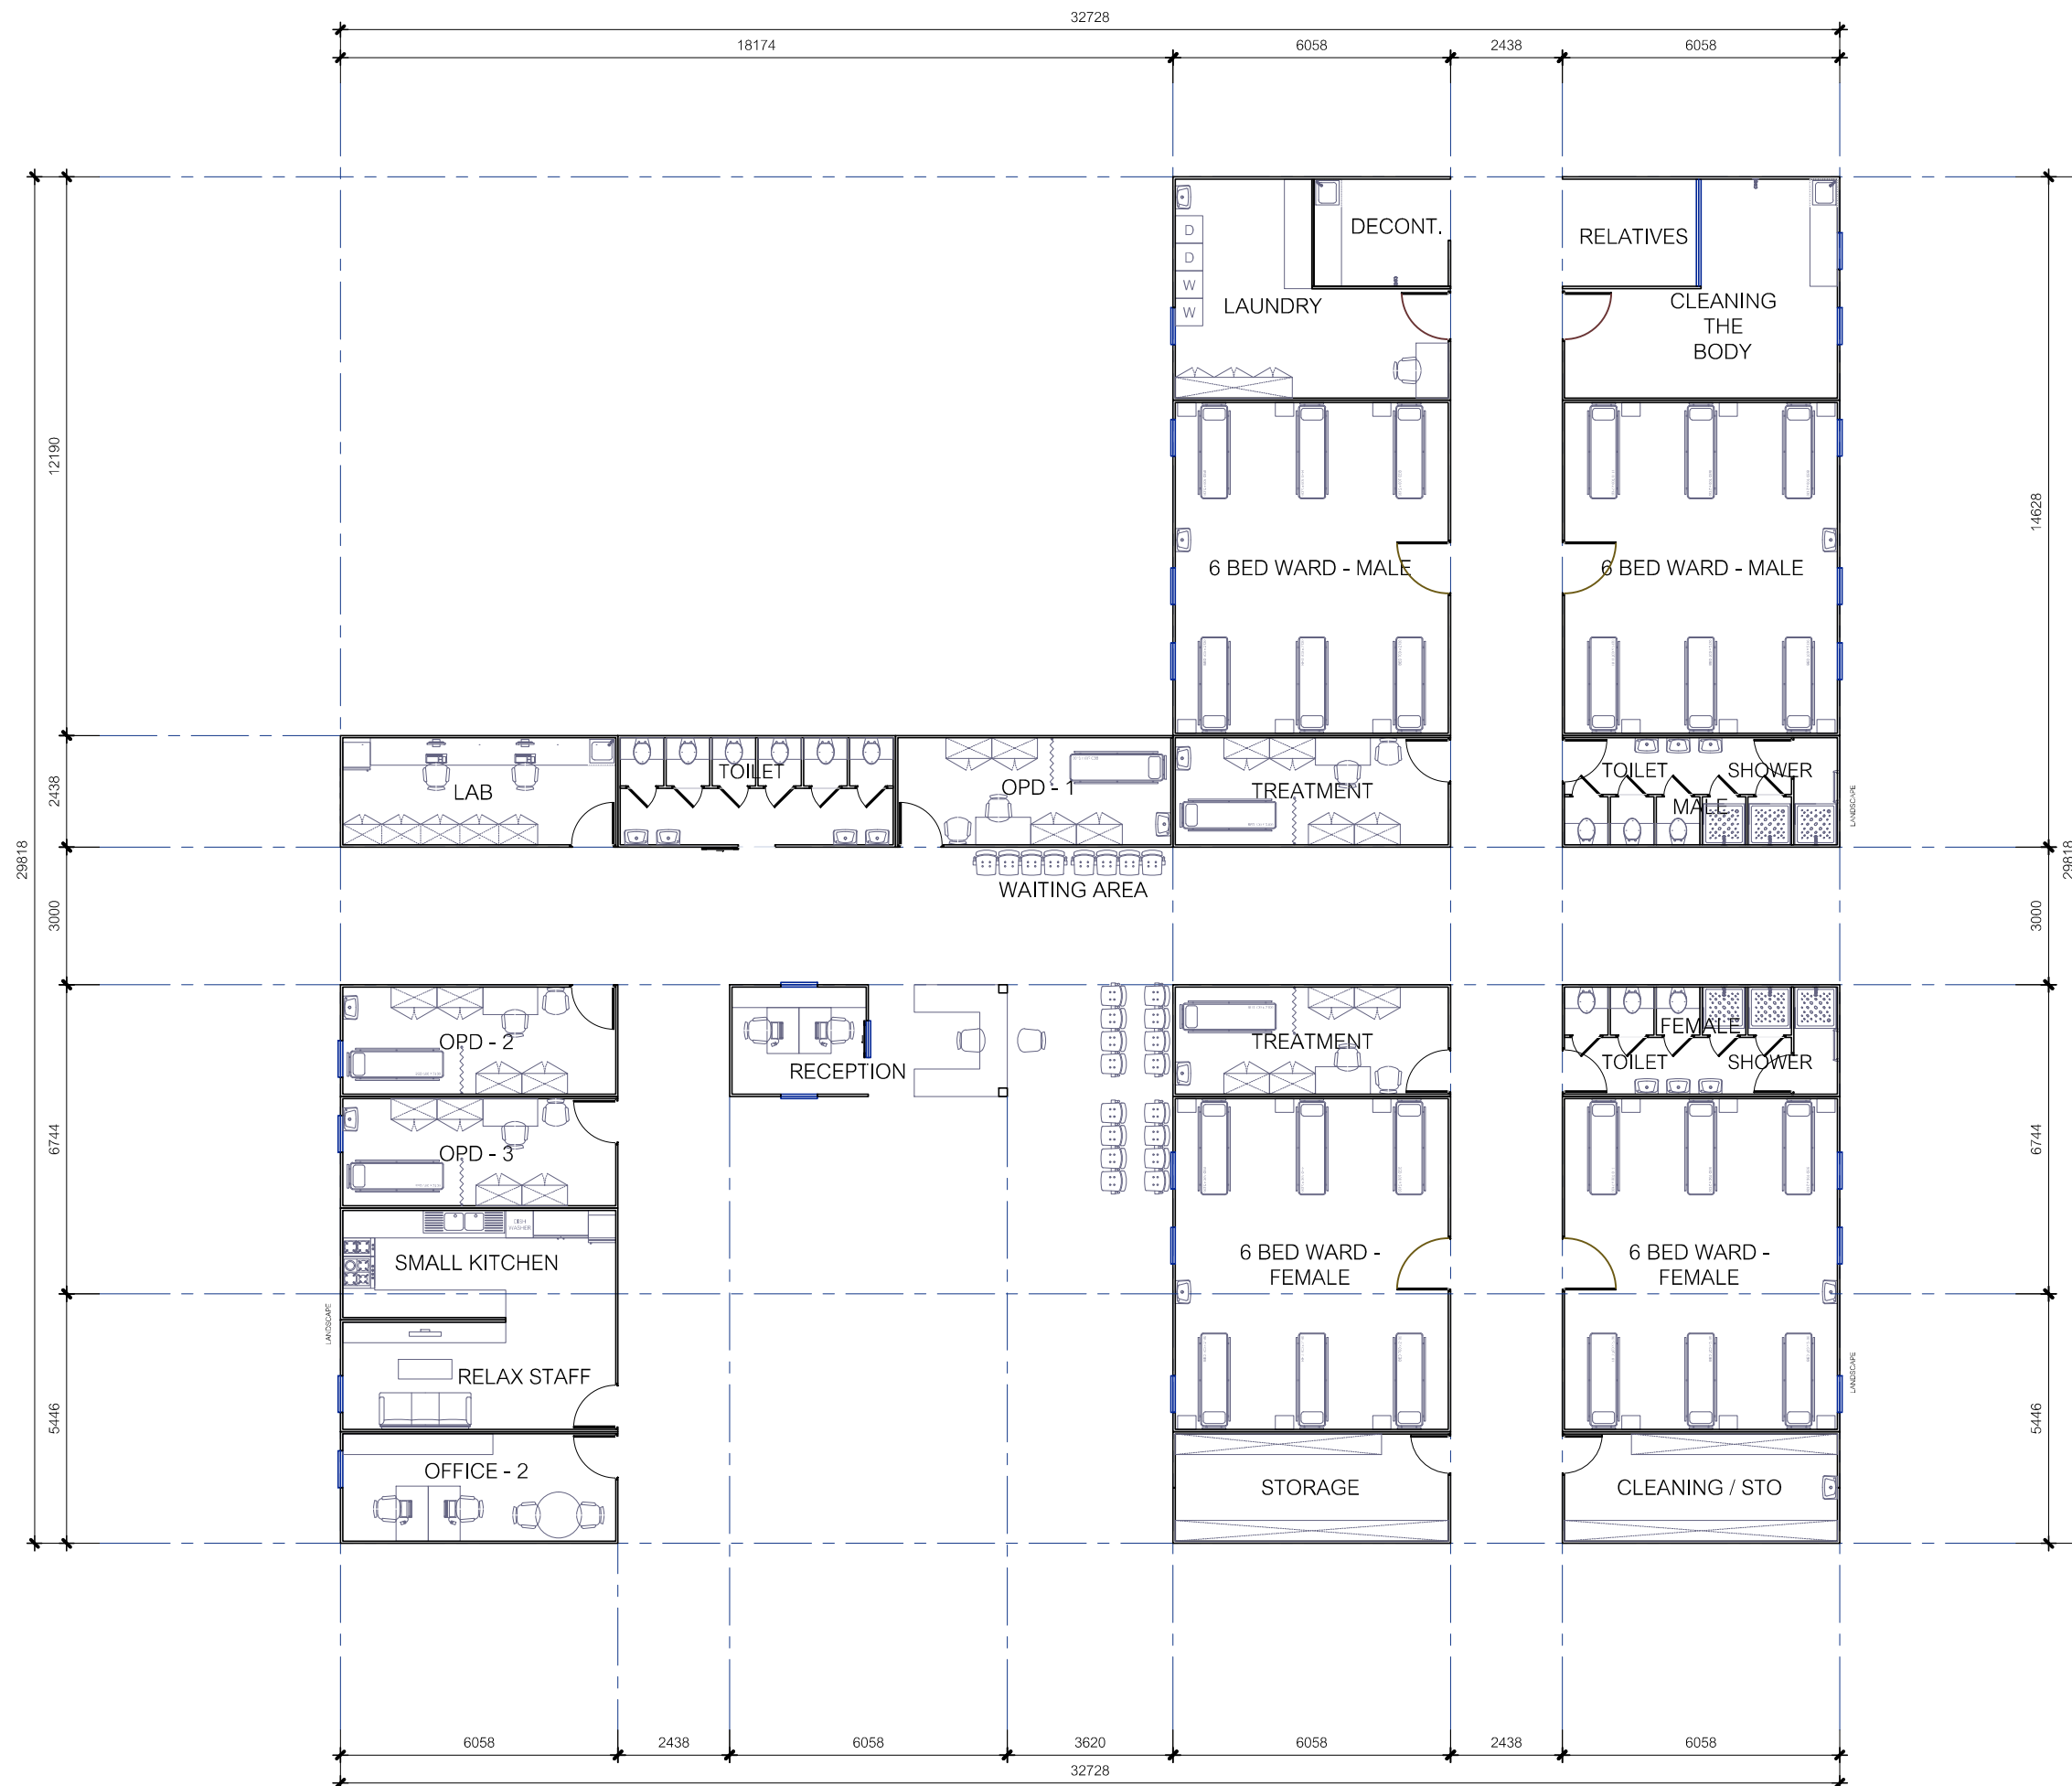 32728
18174 6058 2438 6058
DECONT.
RELATIVES
D
D
W
W
LAUNDRY
CLEANING
THE
BODY
12190
14628
6 BED WARD - MALE
6 BED WARD - MALE
2438
LAB
TOILET
OPD - 1
TREATMENT
TOILET
SHOWER
MALE
LANDSCAPE
29818
29818
WAITING AREA
3000
3000
OPD - 2
RECEPTION
TREATMENT
FEMALE
TOILET
SHOWER
6744
6744
OPD - 3
DISH
WASHER
SMALL KITCHEN
6 BED WARD -
FEMALE
6 BED WARD -
FEMALE
LANDSCAPE
RELAX STAFF
LANDSCAPE
5446
5446
OFFICE - 2
STORAGE
CLEANING / STO
6058 2438 6058 3620 6058 2438 6058
32728